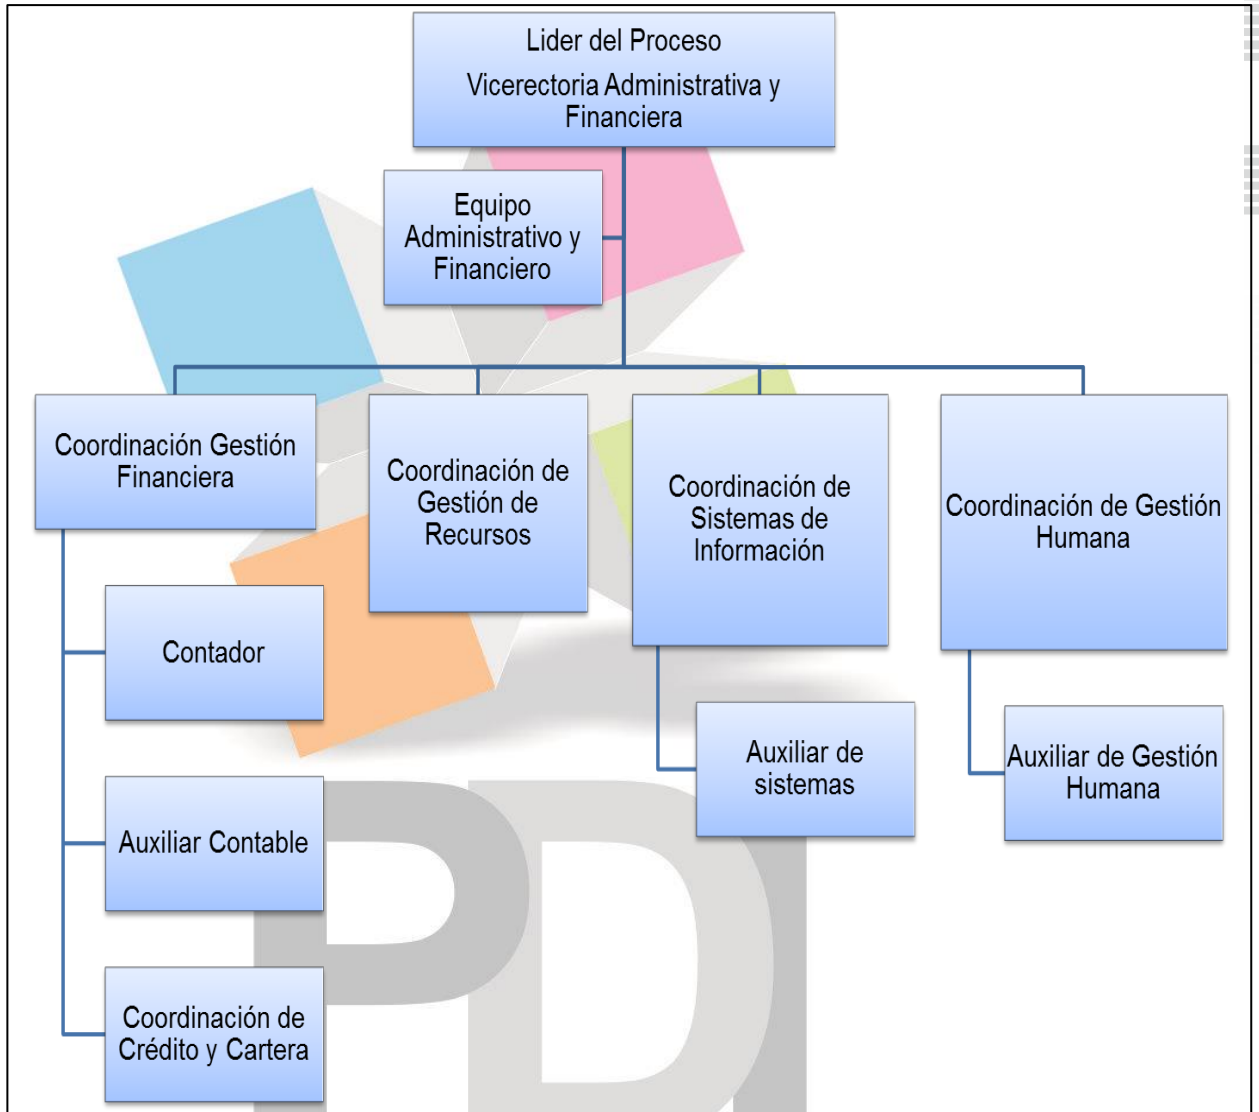 Lider del Proceso
Vicerectoria Administrativa y
Financiera
Equipo
Administrativo y
Financiero
Coordinación Gestión
Financiera
Coordinación de
Gestión de
Recursos
Coordinación de
Sistemas de
Información
Coordinación de Gestión
Humana
Contador
Auxiliar de
sistemas
Auxiliar de Gestión
Humana
Auxiliar Contable
Coordinación de
Crédito y Cartera
PDI